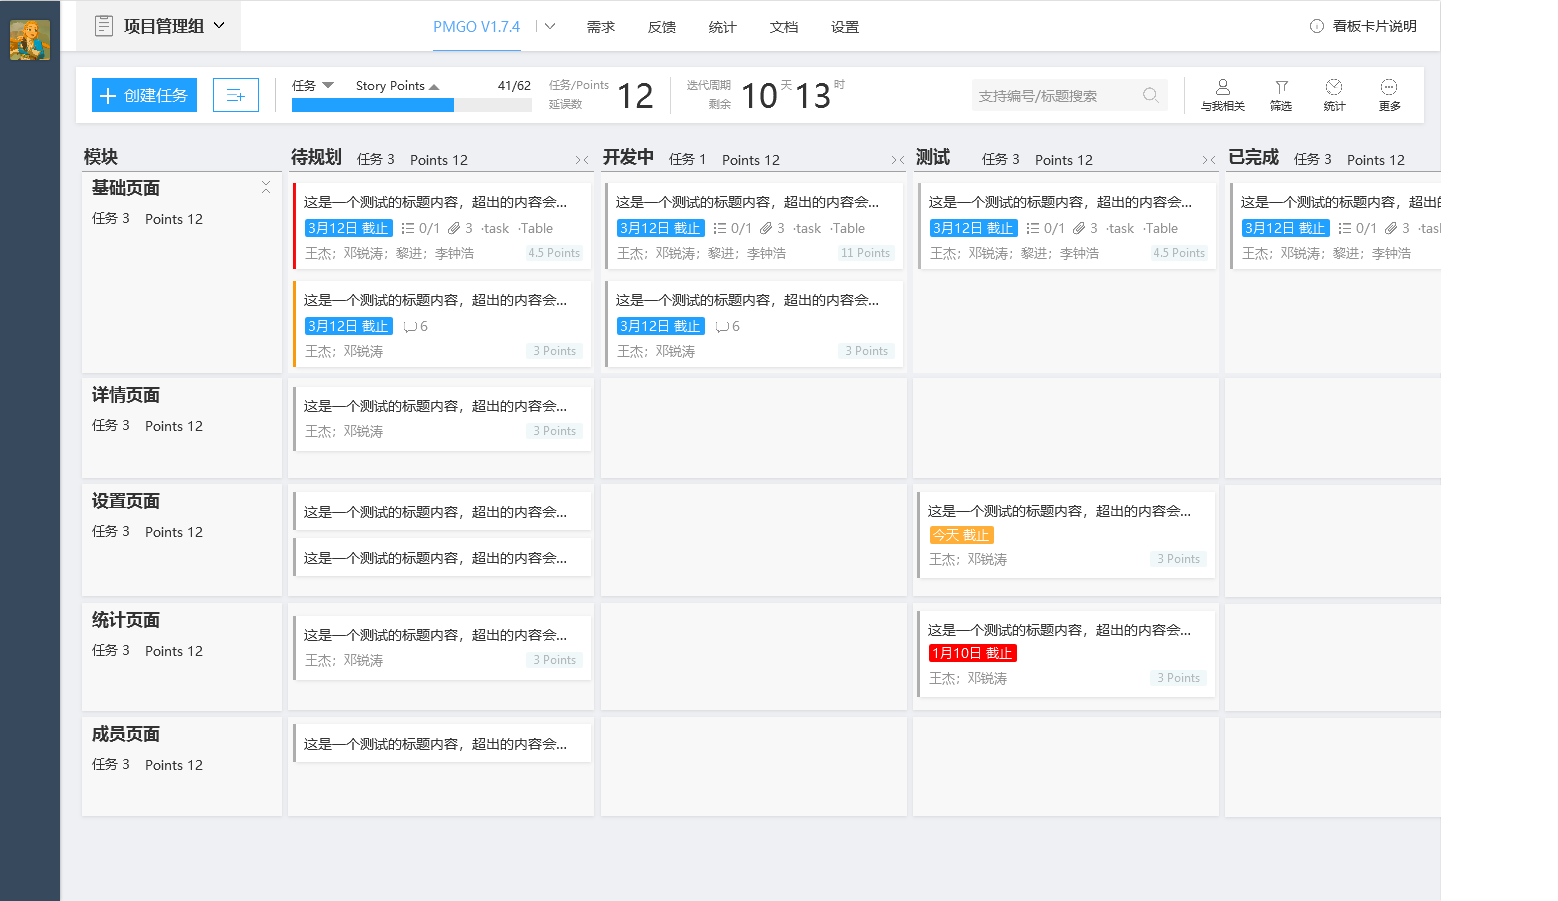 项目管理组
PMGO V1.7.4
需求
反馈
统计
文档
设置
看板卡片说明
创建任务
任务
Story Points
41/62
任务/Points
延误数
12
迭代周期
剩余
10 天 13 时
支持编号/标题搜索
与我相关
筛选
统计
更多
模块
待规划 任务 3 Points 12
开发中 任务 1 Points 12
测试 任务 3 Points 12
已完成 任务 3 Points 12
基础页面
任务 3 Points 12
这是一个测试的标题内容，超出的内容会...
3月12日 截止 0/1 3 ·task ·Table
王杰；邓锐涛；黎进；李钟浩 4.5 Points
这是一个测试的标题内容，超出的内容会...
3月12日 截止 6
王杰；邓锐涛 3 Points
这是一个测试的标题内容，超出的内容会...
3月12日 截止 0/1 3 ·task ·Table
王杰；邓锐涛；黎进；李钟浩 11 Points
这是一个测试的标题内容，超出的内容会...
3月12日 截止 6
王杰；邓锐涛 3 Points
这是一个测试的标题内容，超出的内容会...
3月12日 截止 0/1 3 ·task ·Table
王杰；邓锐涛；黎进；李钟浩 4.5 Points
这是一个测试的标题内容，超出的内
3月12日 截止 0/1 3 ·tas
王杰；邓锐涛；黎进；李钟浩
详情页面
任务 3 Points 12
这是一个测试的标题内容，超出的内容会...
王杰；邓锐涛 3 Points
设置页面
任务 3 Points 12
这是一个测试的标题内容，超出的内容会...
这是一个测试的标题内容，超出的内容会...
这是一个测试的标题内容，超出的内容会...
今天 截止
王杰；邓锐涛 3 Points
统计页面
任务 3 Points 12
这是一个测试的标题内容，超出的内容会...
王杰；邓锐涛 3 Points
这是一个测试的标题内容，超出的内容会...
1月10日 截止
王杰；邓锐涛 3 Points
成员页面
任务 3 Points 12
这是一个测试的标题内容，超出的内容会...